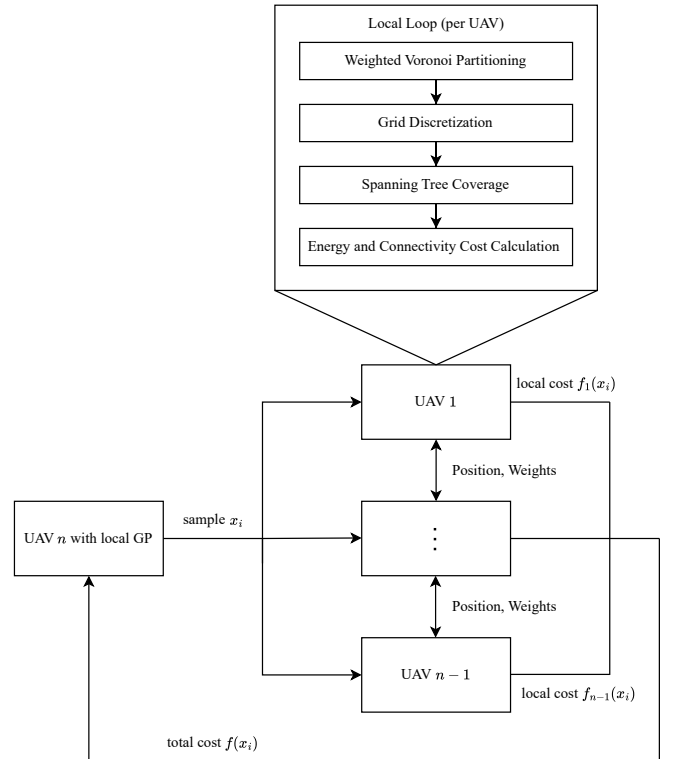 Local Loop (per UAV)
Weighted Voronoi Partitioning
Grid Discretization
Spanning Tree Coverage
Energy and Connectivity Cost Calculation
UAV 1
local cost f₁(xᵢ)
Position, Weights
UAV n with local GP
sample xᵢ
⋮
Position, Weights
UAV n − 1
local cost fₙ₋₁(xᵢ)
total cost f(xᵢ)